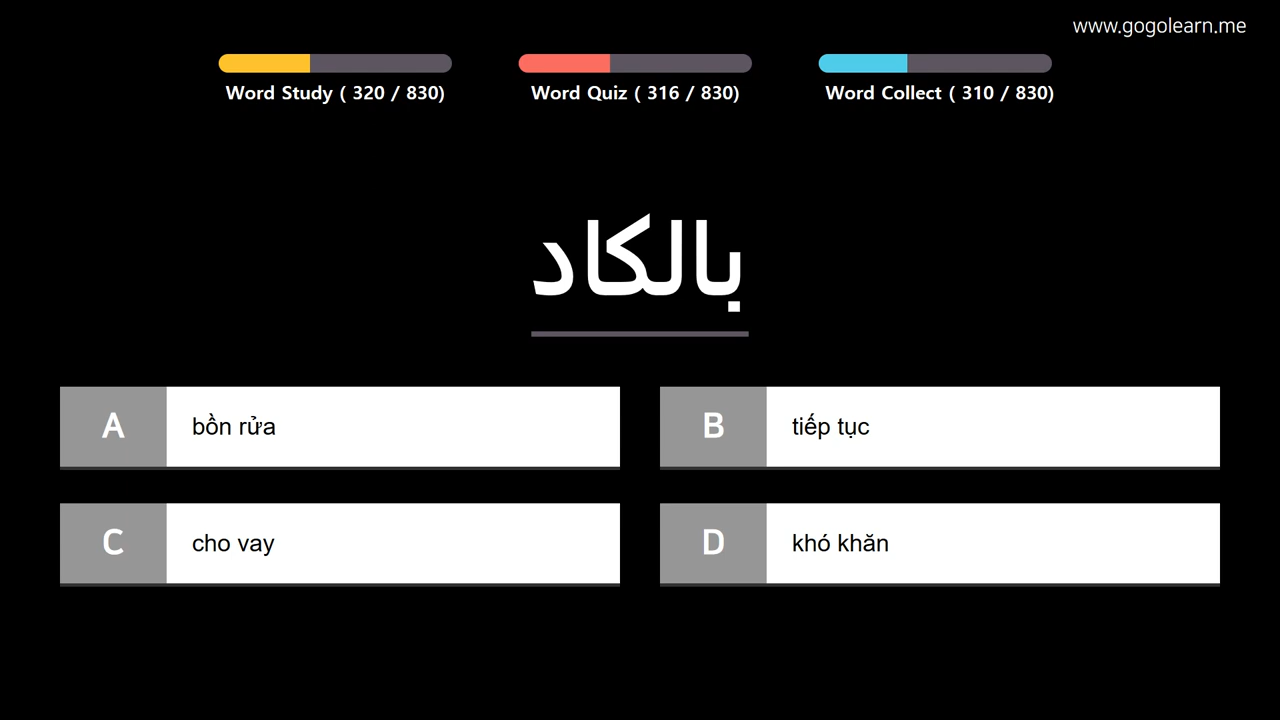 www.gogolearn.me
Word Study ( 320 / 830)
Word Quiz ( 316 / 830)
Word Collect ( 310 / 830)
بالكاد
A
bồn rửa
B
tiếp tục
C
cho vay
D
khó khăn